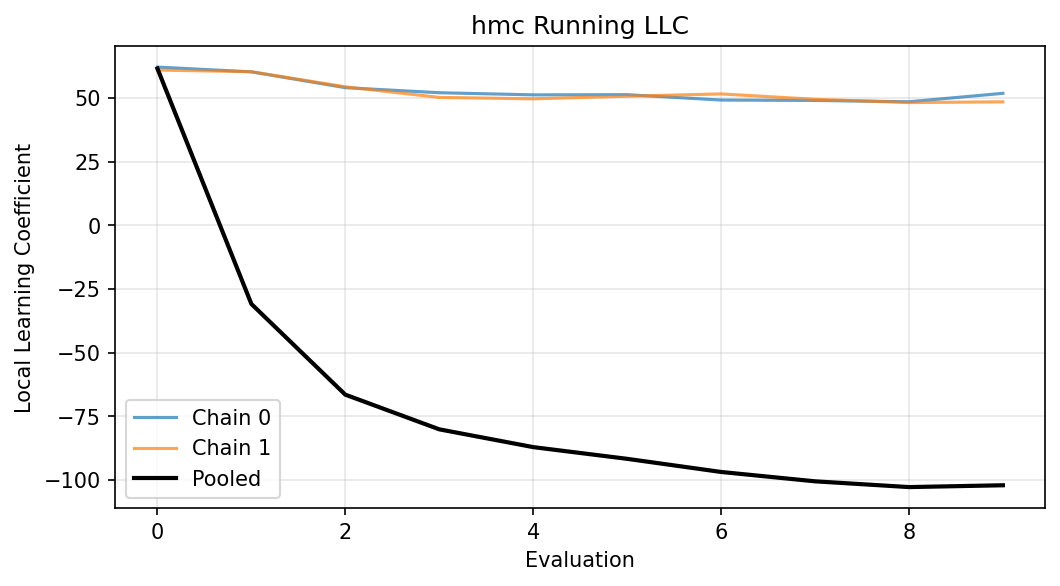 hmc Running LLC
Local Learning Coefficient
50
25
0
−25
−50
−75
−100
Chain 0
Chain 1
Pooled
0 2 4 6 8
Evaluation